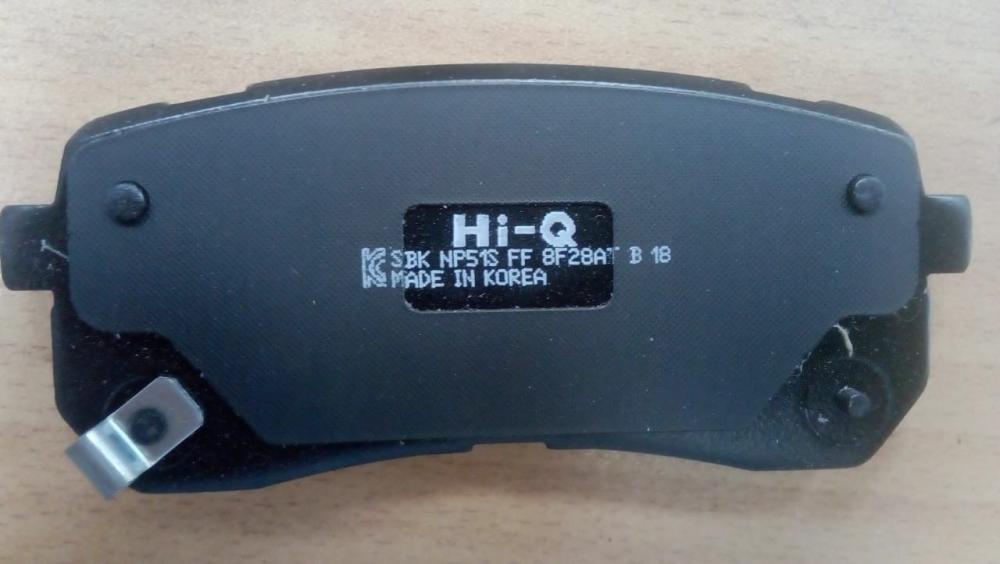 Hi-Q
SBK NP51S FF 8F28AT B 18
MADE IN KOREA